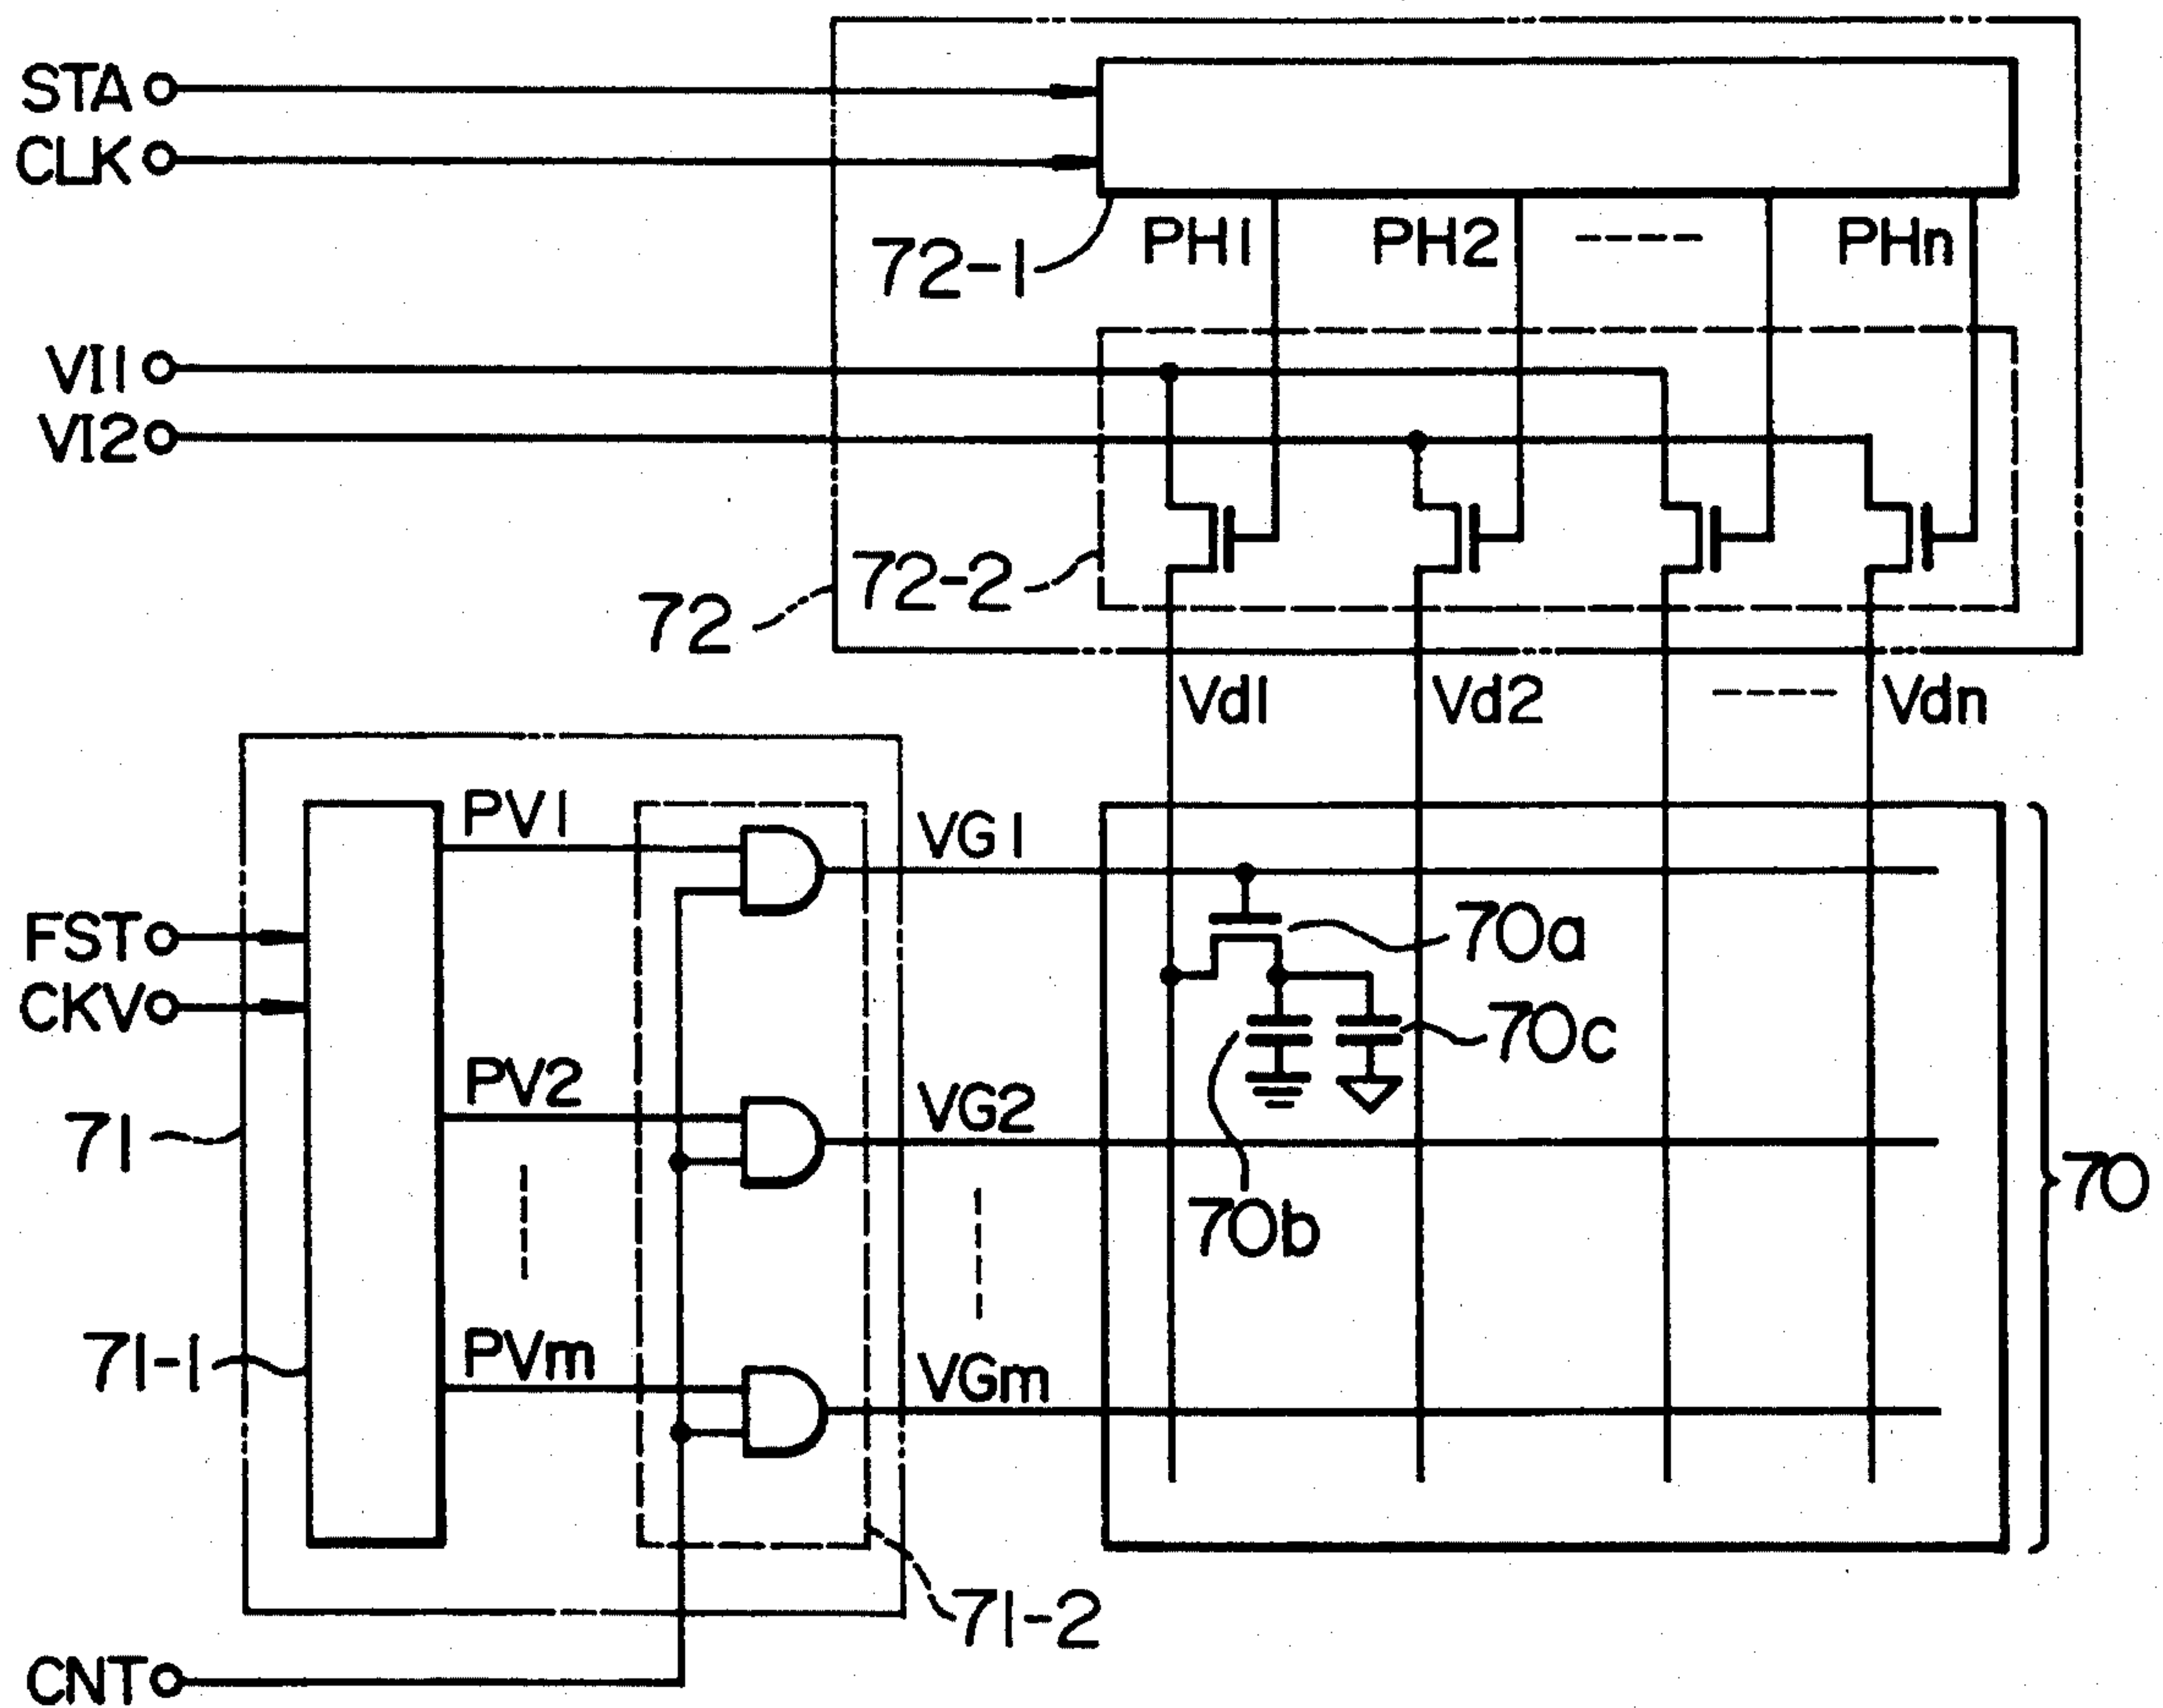 STA
CLK
72-1
PH1
PH2
PHn
VI1
VI2
72-2
72
Vd1
Vd2
Vdn
PV1
VG1
FST
CKV
70a
70c
PV2
VG2
71
70
70b
71-1
PVm
VGm
71-2
CNT